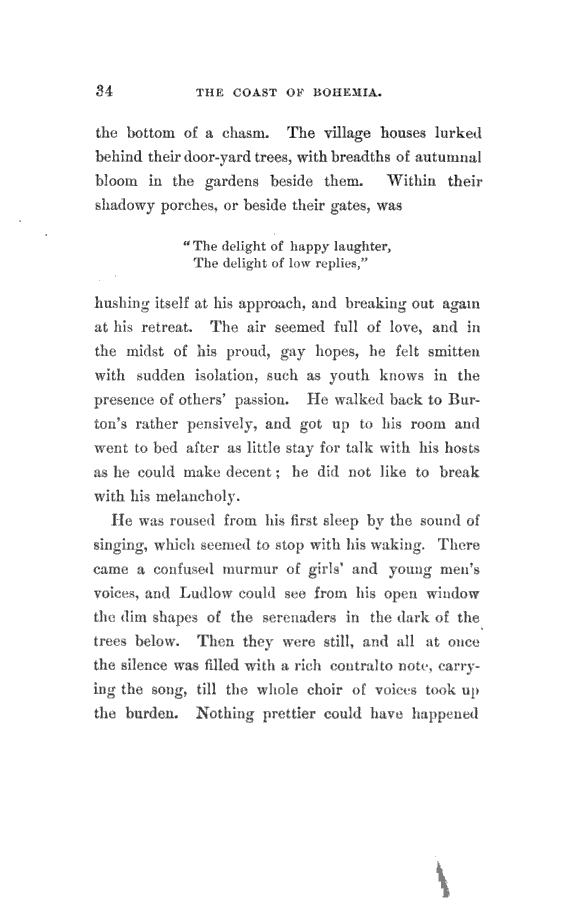 34 THE COAST OF BOHEMIA.
the bottom of a chasm. The village houses lurked
behind their door-yard trees, with breadths of autumnal
bloom in the gardens beside them. Within their
shadowy porches, or beside their gates, was
"The delight of happy laughter,
The delight of low replies,"
hushing itself at his approach, and breaking out again
at his retreat. The air seemed full of love, and in
the midst of his proud, gay hopes, he felt smitten
with sudden isolation, such as youth knows in the
presence of others' passion. He walked back to Bur-
ton's rather pensively, and got up to his room and
went to bed after as little stay for talk with his hosts
as he could make decent; he did not like to break
with his melancholy.
He was roused from his first sleep by the sound of
singing, which seemed to stop with his waking. There
came a confused murmur of girls' and young men's
voices, and Ludlow could see from his open window
the dim shapes of the serenaders in the dark of the
trees below. Then they were still, and all at once
the silence was filled with a rich contralto note, carry-
ing the song, till the whole choir of voices took up
the burden. Nothing prettier could have happened